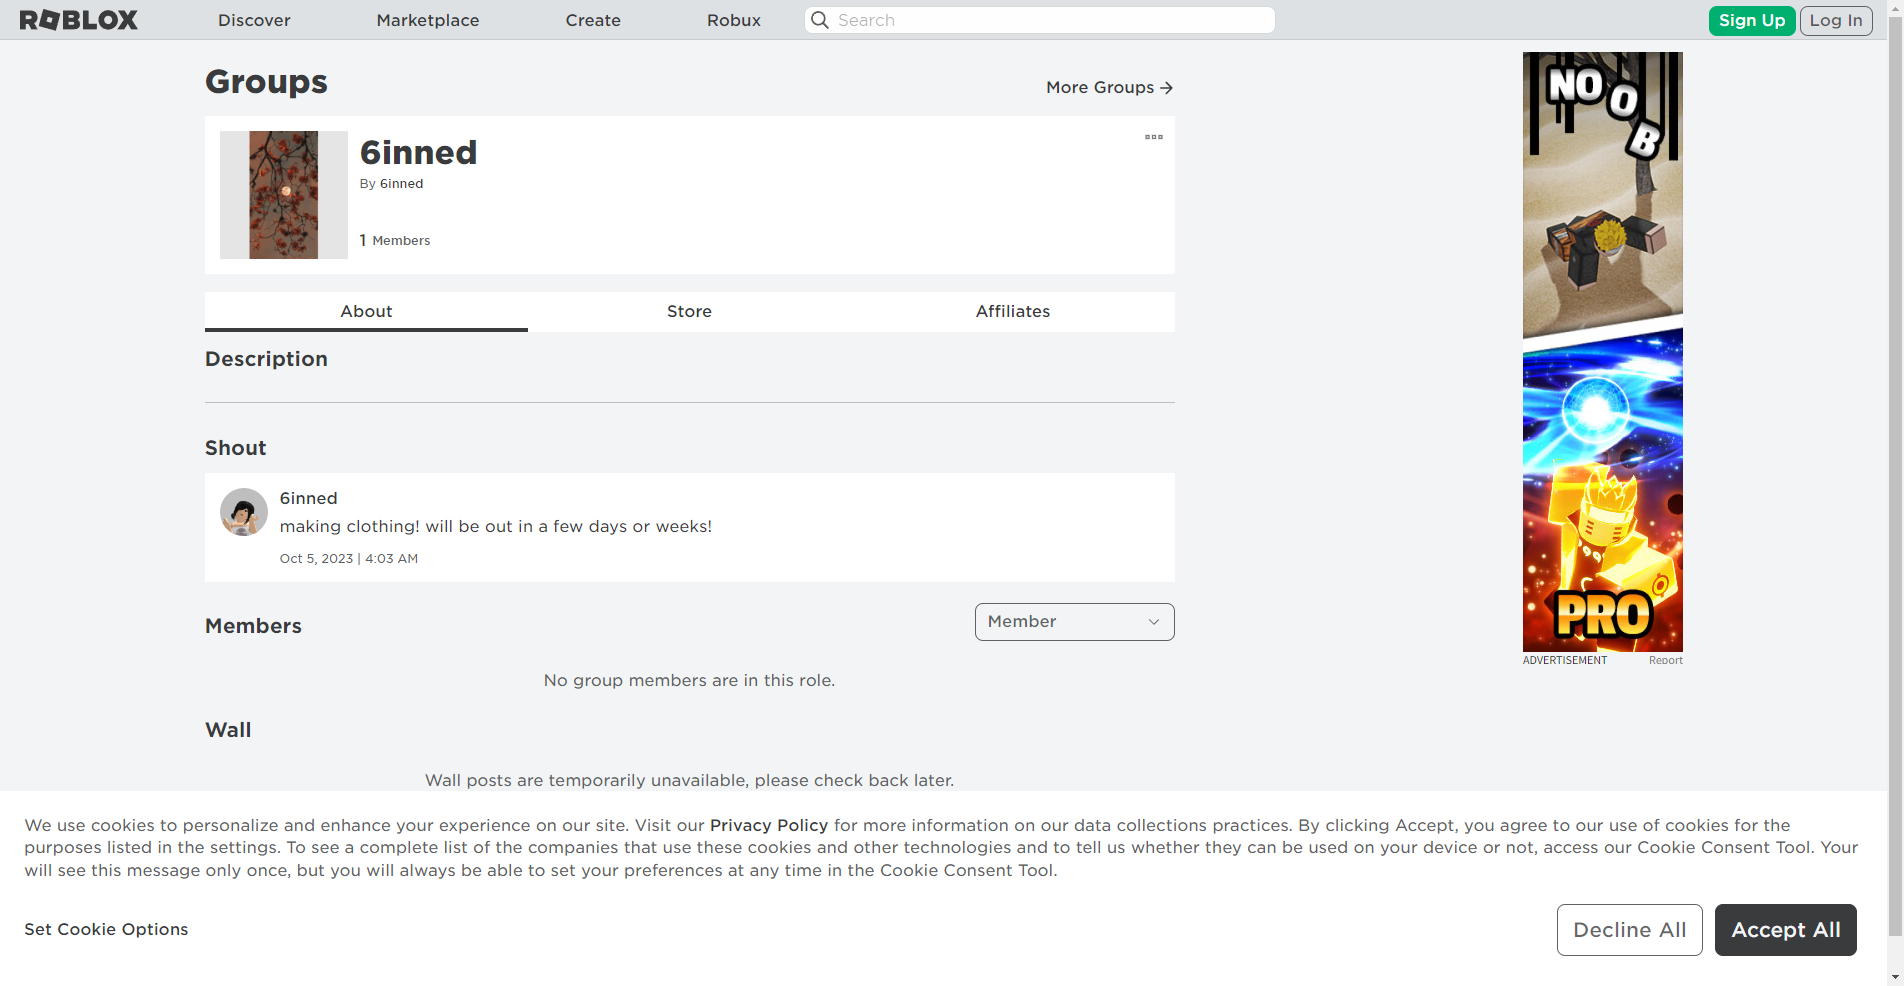 ROBLOX
Discover
Marketplace
Create
Robux
Search
Sign Up
Log In
Groups
More Groups
6inned
By 6inned
1 Members
About
Store
Affiliates
Description
Shout
6inned
making clothing! will be out in a few days or weeks!
Oct 5, 2023 | 4:03 AM
Members
Member
No group members are in this role.
Wall
Wall posts are temporarily unavailable, please check back later.
NOOB
PRO
ADVERTISEMENT
Report
We use cookies to personalize and enhance your experience on our site. Visit our Privacy Policy for more information on our data collections practices. By clicking Accept, you agree to our use of cookies for the
purposes listed in the settings. To see a complete list of the companies that use these cookies and other technologies and to tell us whether they can be used on your device or not, access our Cookie Consent Tool. Your
will see this message only once, but you will always be able to set your preferences at any time in the Cookie Consent Tool.
Set Cookie Options
Decline All
Accept All